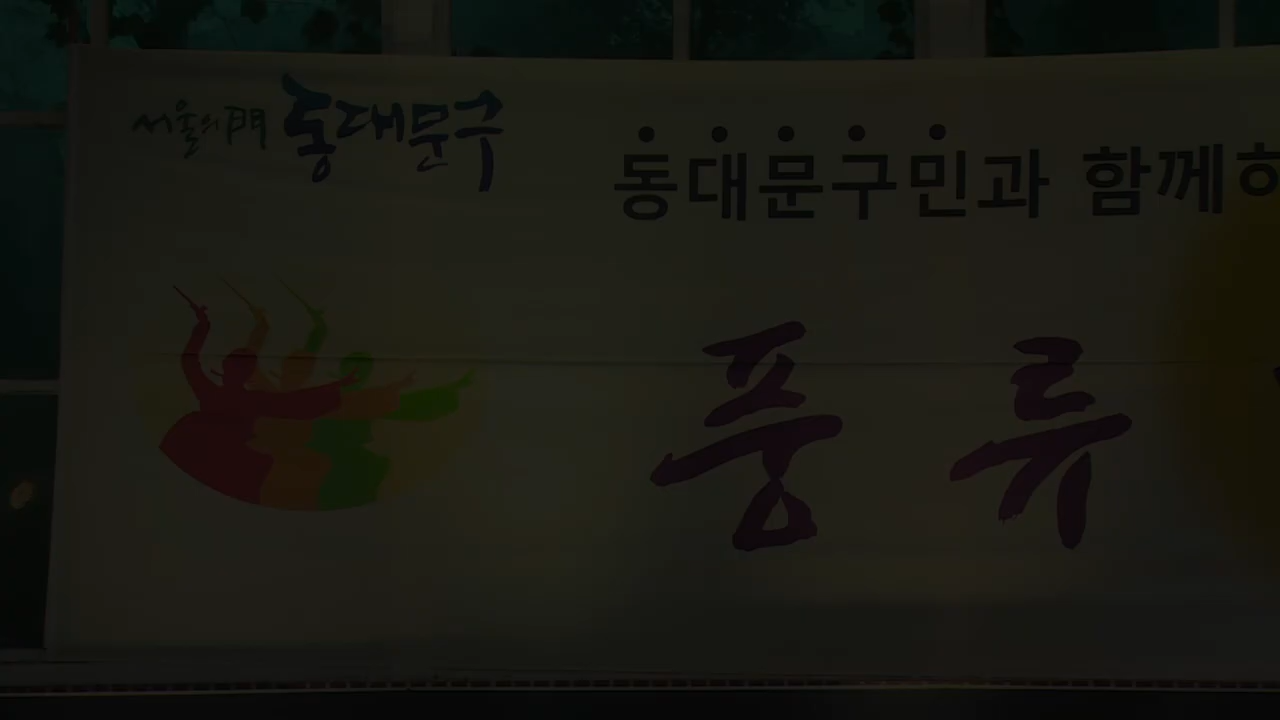 서울의門 동대문구
동대문구민과 함께하
풍류